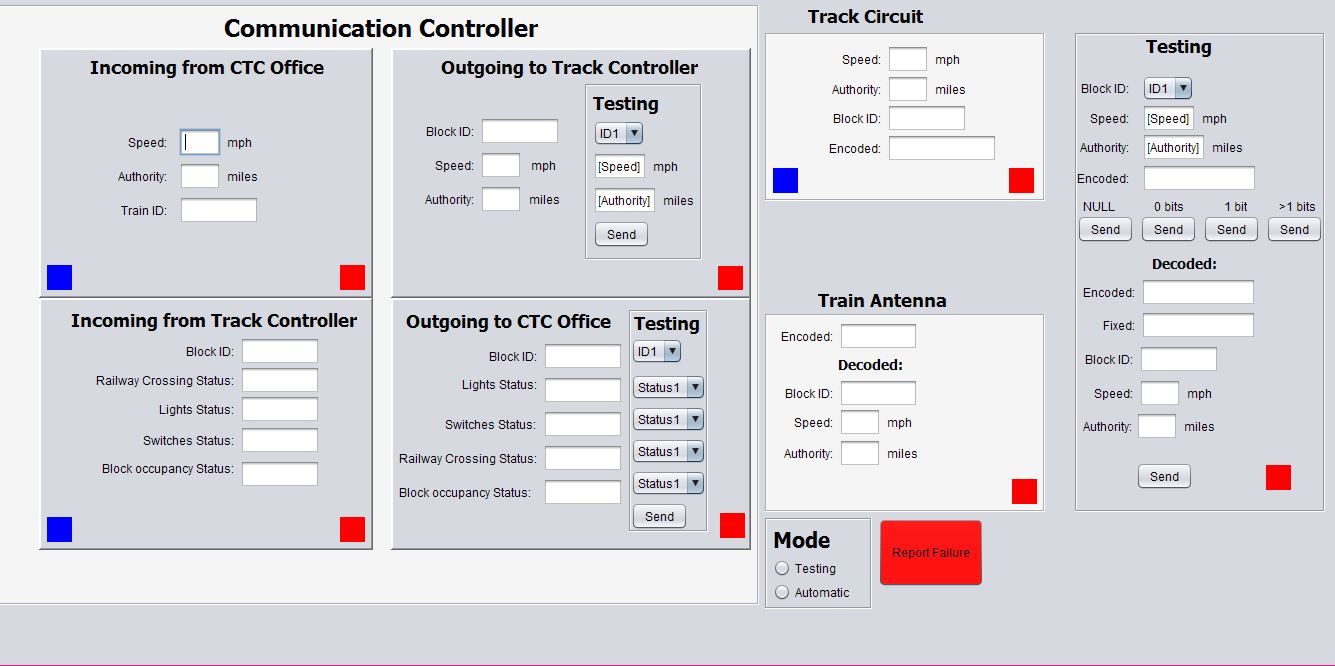 Communication Controller
Incoming from CTC Office
Speed: mph
Authority: miles
Train ID:
Outgoing to Track Controller
Block ID:
Speed: mph
Authority: miles
Testing
ID1
[Speed] mph
[Authority] miles
Send
Incoming from Track Controller
Block ID:
Railway Crossing Status:
Lights Status:
Switches Status:
Block occupancy Status:
Outgoing to CTC Office
Block ID:
Lights Status:
Switches Status:
Railway Crossing Status:
Block occupancy Status:
Testing
ID1
Status1
Status1
Status1
Status1
Send
Track Circuit
Speed: mph
Authority: miles
Block ID:
Encoded:
Train Antenna
Encoded:
Decoded:
Block ID:
Speed: mph
Authority: miles
Mode
Testing
Automatic
Report Failure
Testing
Block ID: ID1
Speed: [Speed] mph
Authority: [Authority] miles
Encoded:
NULL 0 bits 1 bit >1 bits
Send Send Send Send
Decoded:
Encoded:
Fixed:
Block ID:
Speed: mph
Authority: miles
Send